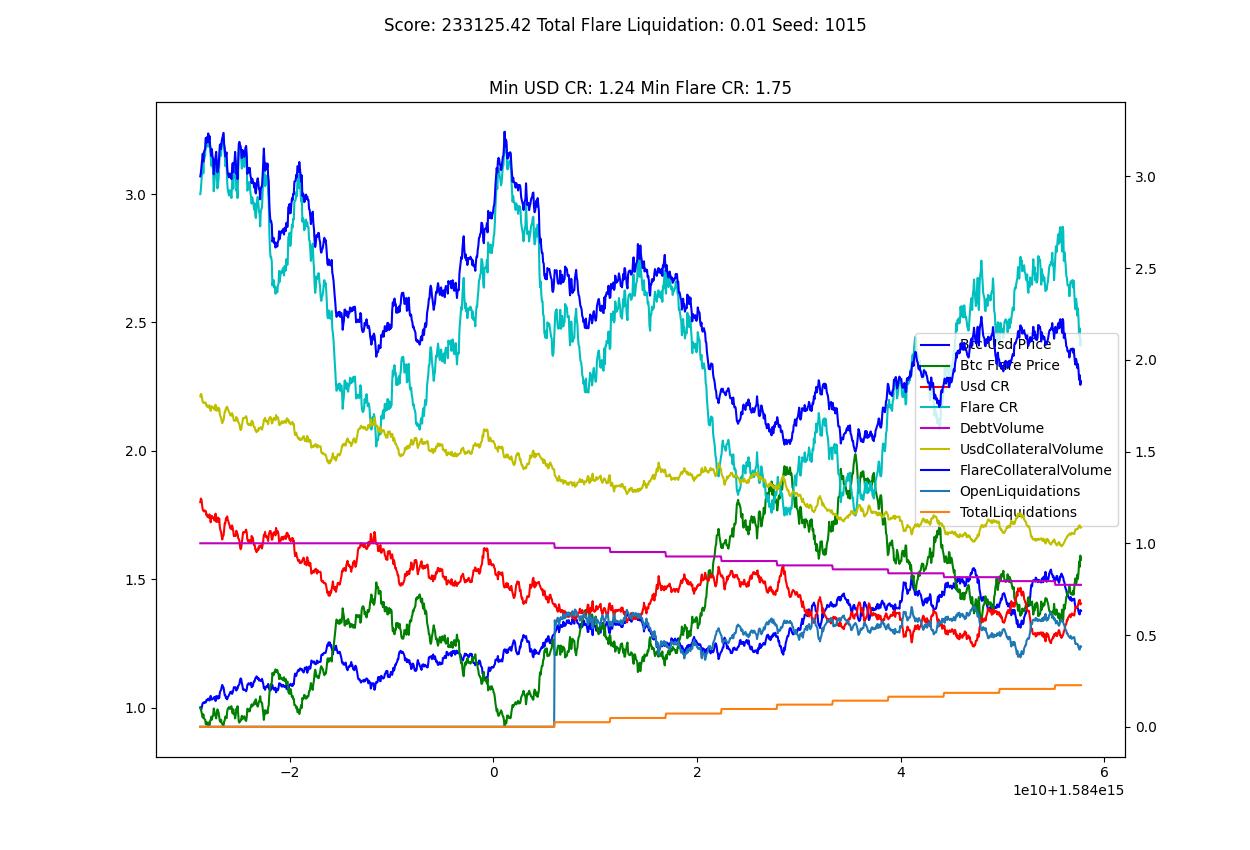 Score: 233125.42 Total Flare Liquidation: 0.01 Seed: 1015
Min USD CR: 1.24 Min Flare CR: 1.75
3.0
2.5
2.0
1.5
1.0
3.0
2.5
2.0
1.5
1.0
0.5
0.0
Btc Usd Price
Btc Flare Price
Usd CR
Flare CR
DebtVolume
UsdCollateralVolume
FlareCollateralVolume
OpenLiquidations
TotalLiquidations
−2 0 2 4 6
1e10+1.584e15